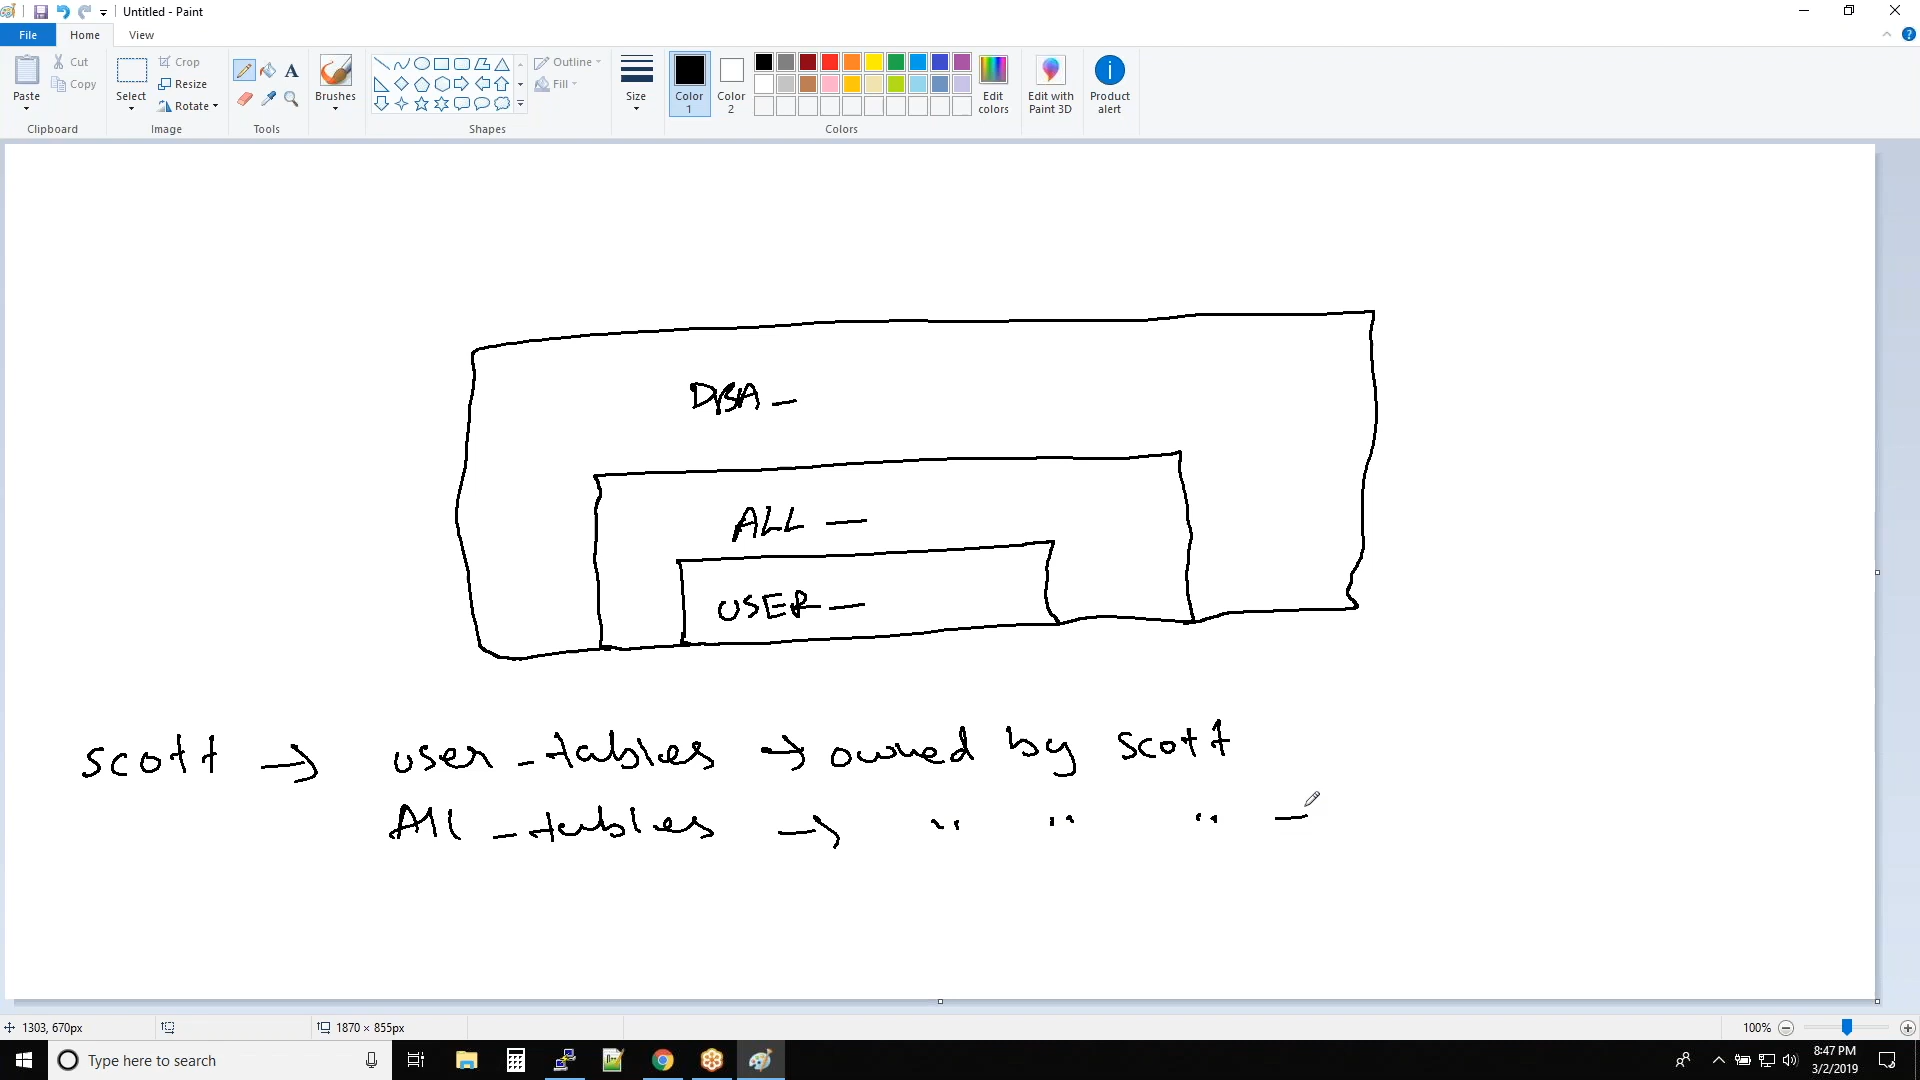 Untitled - Paint
File Home View
Paste
Cut
Copy
Clipboard
Select
Crop
Resize
Rotate
Image
Tools
Brushes
Shapes
Outline
Fill
Size
Color 1
Color 2
Edit colors
Colors
Edit with Paint 3D
Product alert
DBA _
ALL _
USER _
scott → user_tables → owned by scott
All_tables → " " " _
1303, 670px
1870 × 855px
100%
Type here to search
8:47 PM
3/2/2019